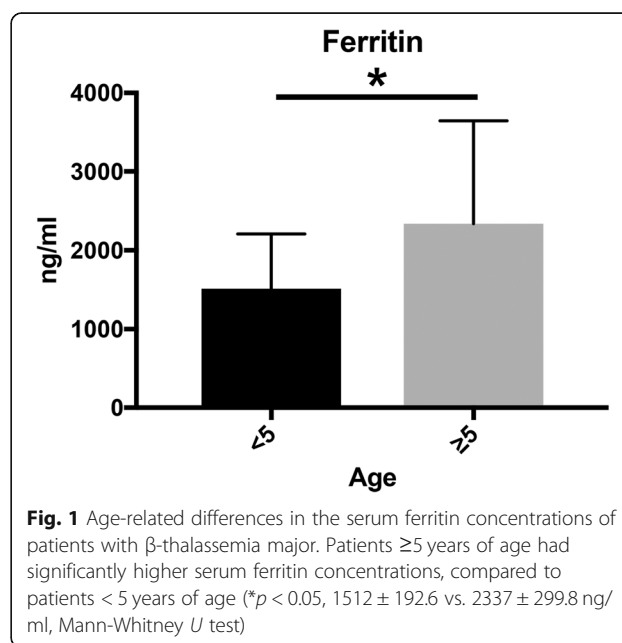 Ferritin
*
4000
3000
2000
1000
0
ng/ml
<5
≥5
Age
Fig. 1 Age-related differences in the serum ferritin concentrations of
patients with β-thalassemia major. Patients ≥5 years of age had
significantly higher serum ferritin concentrations, compared to
patients < 5 years of age (*p < 0.05, 1512 ± 192.6 vs. 2337 ± 299.8 ng/
ml, Mann-Whitney U test)